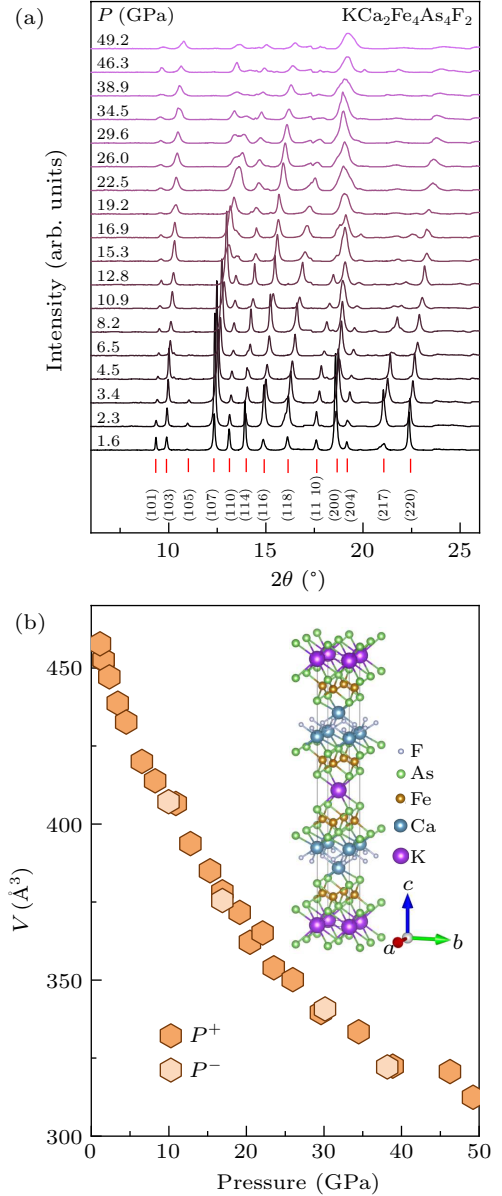 (a)
P (GPa)
KCa₂Fe₄As₄F₂
49.2
46.3
38.9
34.5
29.6
26.0
22.5
19.2
16.9
15.3
12.8
10.9
8.2
6.5
4.5
3.4
2.3
1.6
Intensity (arb. units)
(101)
(103)
(105)
(107)
(110)
(114)
(116)
(118)
(11 10)
(200)
(204)
(217)
(220)
10
15
20
25
2θ (°)
(b)
450
400
350
300
V (Å³)
F
As
Fe
Ca
K
c
a
b
P⁺
P⁻
0
10
20
30
40
50
Pressure (GPa)